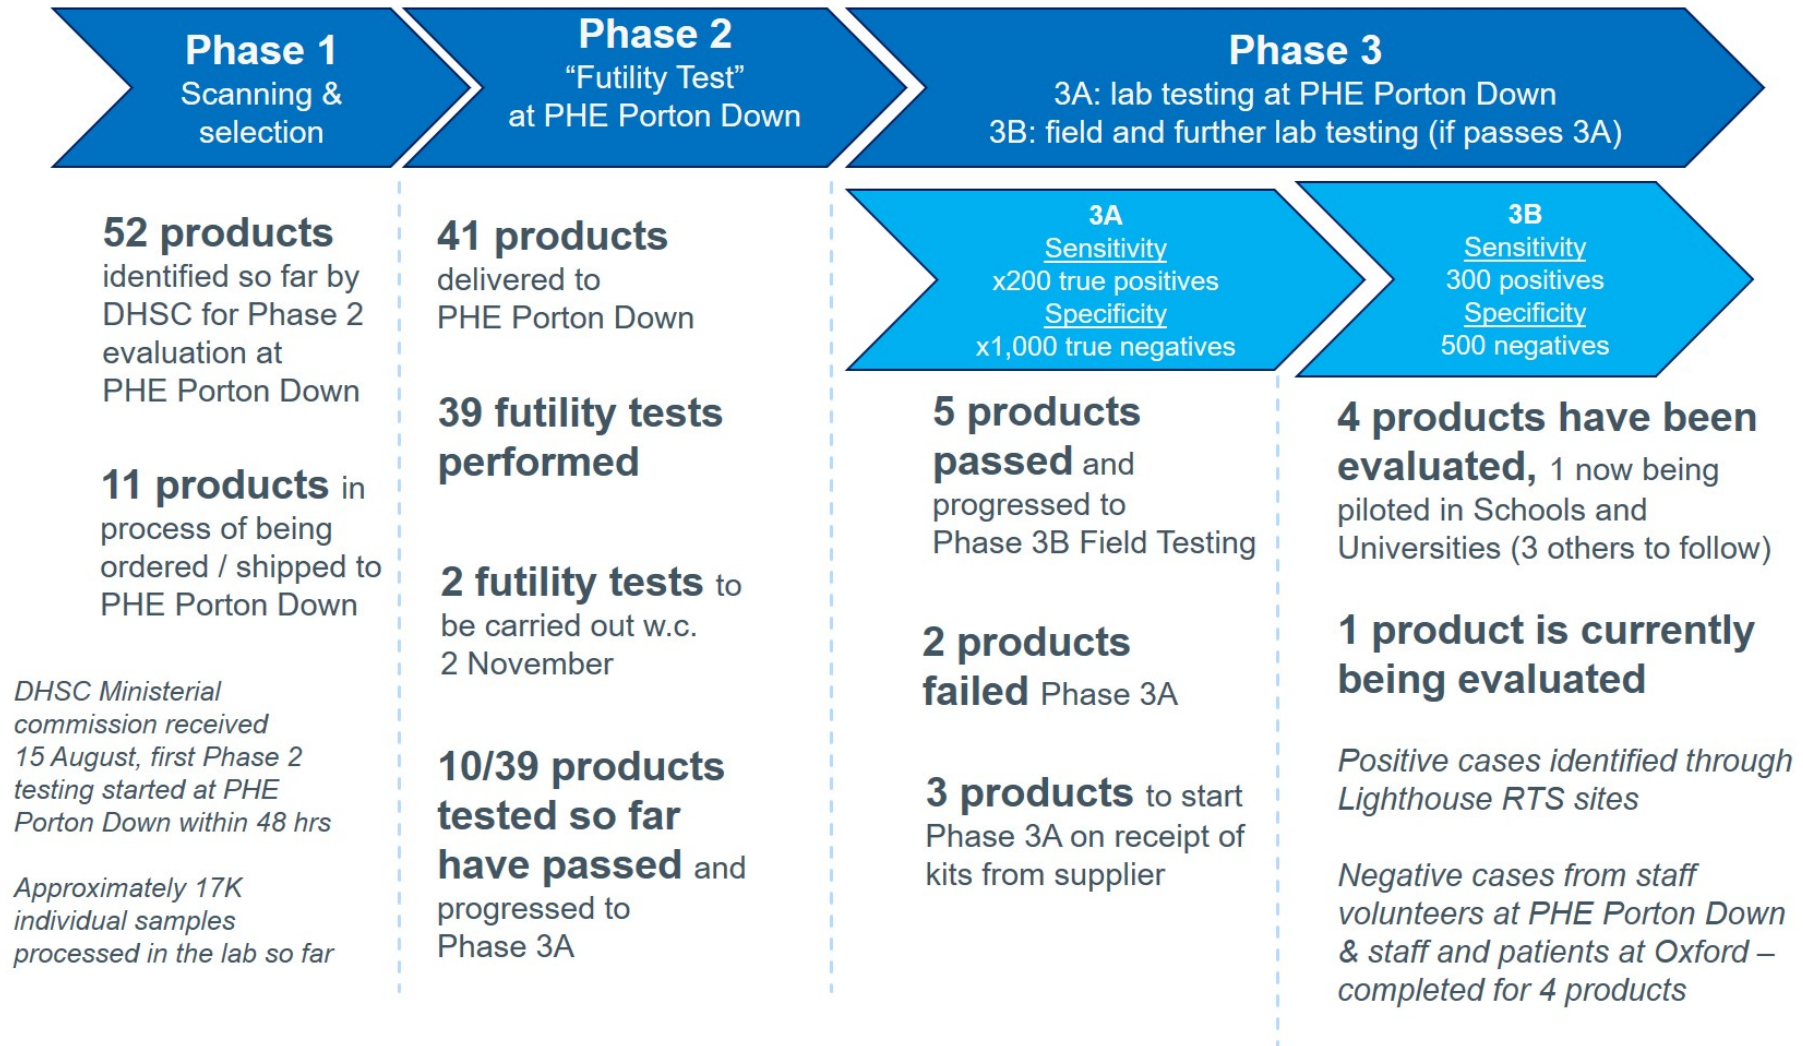 Phase 1
Scanning &
selection
Phase 2
“Futility Test”
at PHE Porton Down
Phase 3
3A: lab testing at PHE Porton Down
3B: field and further lab testing (if passes 3A)
52 products
identified so far by
DHSC for Phase 2
evaluation at
PHE Porton Down
11 products in
process of being
ordered / shipped to
PHE Porton Down
DHSC Ministerial
commission received
15 August, first Phase 2
testing started at PHE
Porton Down within 48 hrs
Approximately 17K
individual samples
processed in the lab so far
41 products
delivered to
PHE Porton Down
39 futility tests
performed
2 futility tests to
be carried out w.c.
2 November
10/39 products
tested so far
have passed and
progressed to
Phase 3A
3A
Sensitivity
x200 true positives
Specificity
x1,000 true negatives
5 products
passed and
progressed to
Phase 3B Field Testing
2 products
failed Phase 3A
3 products to start
Phase 3A on receipt of
kits from supplier
3B
Sensitivity
300 positives
Specificity
500 negatives
4 products have been
evaluated, 1 now being
piloted in Schools and
Universities (3 others to follow)
1 product is currently
being evaluated
Positive cases identified through
Lighthouse RTS sites
Negative cases from staff
volunteers at PHE Porton Down
& staff and patients at Oxford –
completed for 4 products